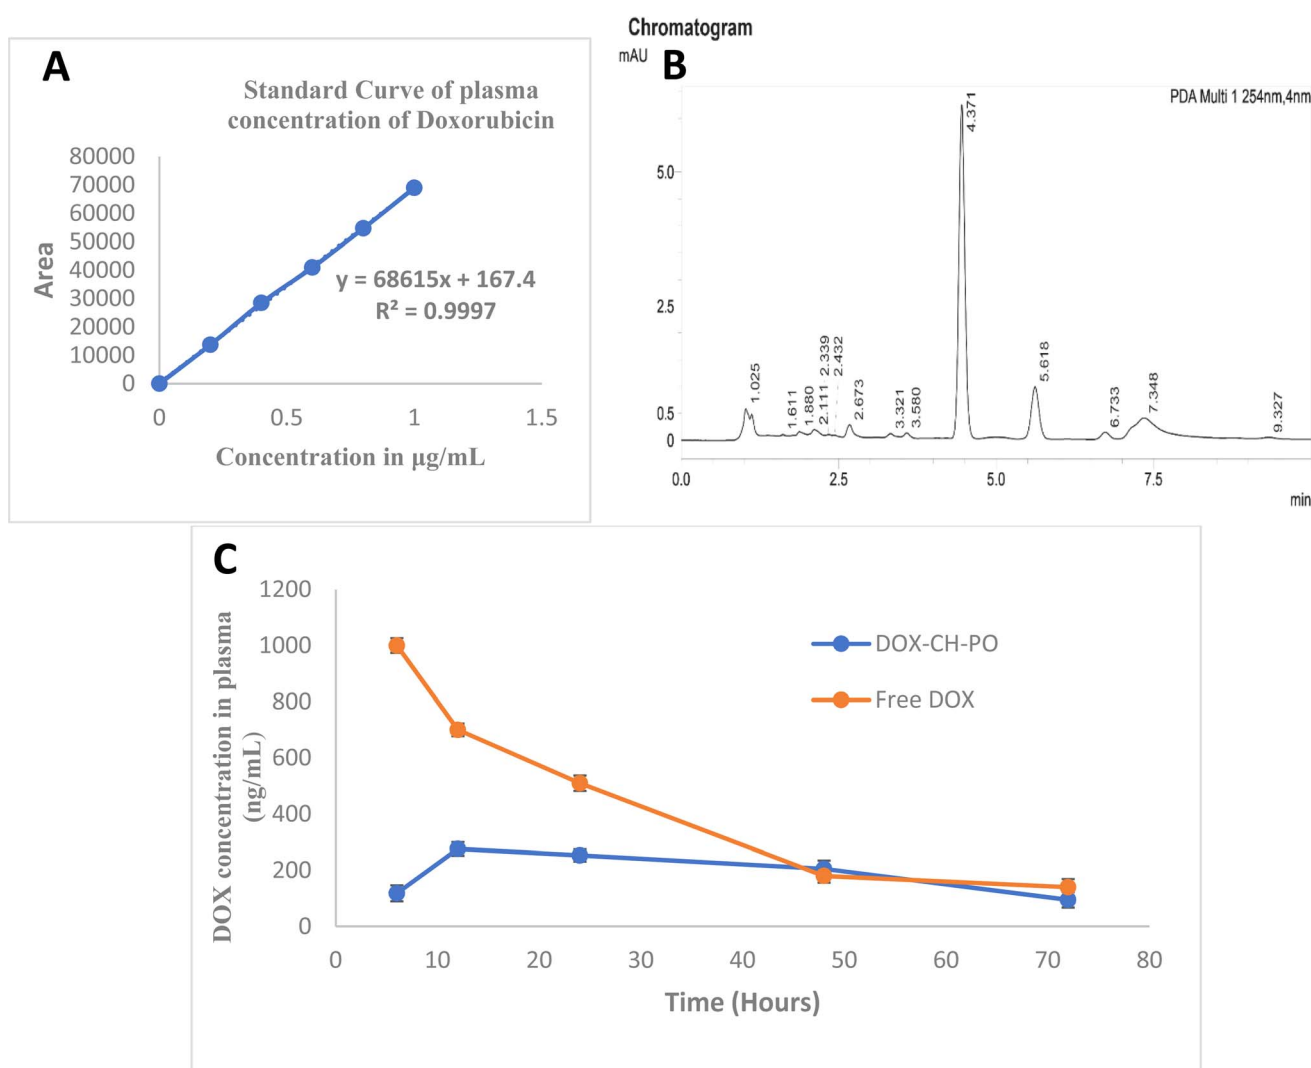 A
Standard Curve of plasma
concentration of Doxorubicin
80000
70000
60000
50000
40000
30000
20000
10000
0
Area
y = 68615x + 167.4
R² = 0.9997
0 0.5 1 1.5
Concentration in µg/mL
Chromatogram
mAU
B
PDA Multi 1 254nm,4nm
5.0
2.5
0.5
0
1.025
1.611
1.880
2.111
2.339
2.432
2.673
3.321
3.580
4.371
5.618
6.733
7.348
9.327
0.0 2.5 5.0 7.5
min
C
1200
1000
800
600
400
200
0
DOX concentration in plasma
(ng/mL)
DOX-CH-PO
Free DOX
0 10 20 30 40 50 60 70 80
Time (Hours)